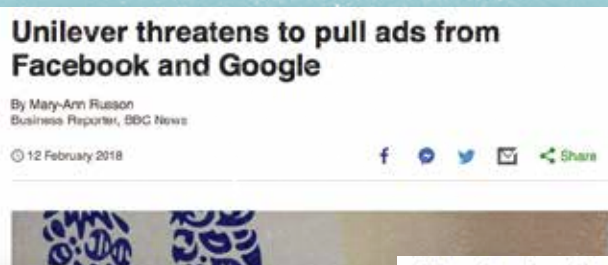 Unilever threatens to pull ads from
Facebook and Google
By Mary-Ann Russon
Business Reporter, BBC News
12 February 2018
Share